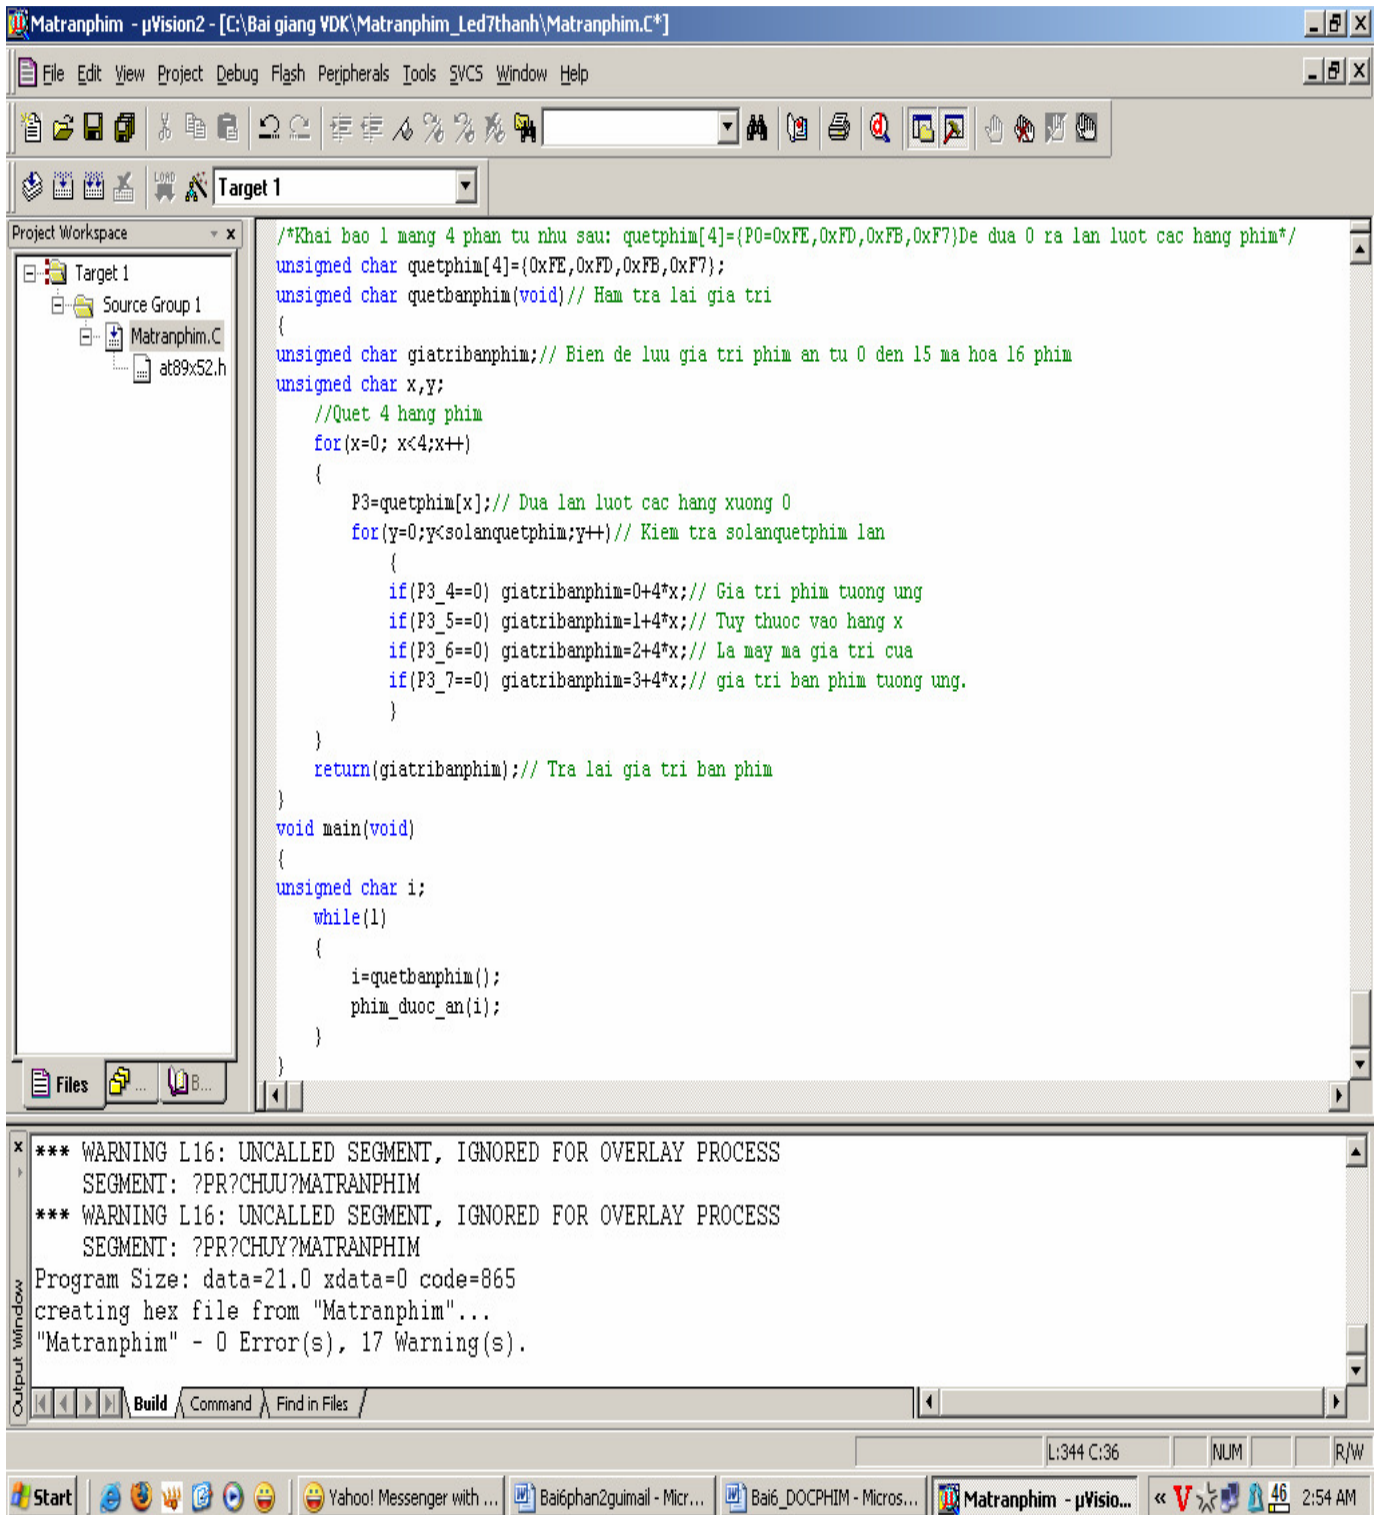 Matranphim - µVision2 - [C:\Bai giang VDK\Matranphim_Led7thanh\Matranphim.C*]
File Edit View Project Debug Flash Peripherals Tools SVCS Window Help
LOAD
Target 1
Project Workspace
Target 1
Source Group 1
Matranphim.C
at89x52.h
Files
...
B...
/*Khai bao 1 mang 4 phan tu nhu sau: quetphim[4]={P0=0xFE,0xFD,0xFB,0xF7}De dua 0 ra lan luot cac hang phim*/
unsigned char quetphim[4]={0xFE,0xFD,0xFB,0xF7};
unsigned char quetbanphim(void)// Ham tra lai gia tri
{
unsigned char giatribanphim;// Bien de luu gia tri phim an tu 0 den 15 ma hoa 16 phim
unsigned char x,y;
//Quet 4 hang phim
for(x=0; x<4;x++)
{
P3=quetphim[x];// Dua lan luot cac hang xuong 0
for(y=0;y<solanquetphim;y++)// Kiem tra solanquetphim lan
{
if(P3_4==0) giatribanphim=0+4*x;// Gia tri phim tuong ung
if(P3_5==0) giatribanphim=1+4*x;// Tuy thuoc vao hang x
if(P3_6==0) giatribanphim=2+4*x;// La may ma gia tri cua
if(P3_7==0) giatribanphim=3+4*x;// gia tri ban phim tuong ung.
}
}
return(giatribanphim);// Tra lai gia tri ban phim
}
void main(void)
{
unsigned char i;
while(1)
{
i=quetbanphim();
phim_duoc_an(i);
}
}
Output Window
*** WARNING L16: UNCALLED SEGMENT, IGNORED FOR OVERLAY PROCESS
SEGMENT: ?PR?CHUU?MATRANPHIM
*** WARNING L16: UNCALLED SEGMENT, IGNORED FOR OVERLAY PROCESS
SEGMENT: ?PR?CHUY?MATRANPHIM
Program Size: data=21.0 xdata=0 code=865
creating hex file from "Matranphim"...
"Matranphim" - 0 Error(s), 17 Warning(s).
Build Command Find in Files
L:344 C:36 NUM R/W
Start Yahoo! Messenger with ... Bai6phan2guimail - Micr... Bai6_DOCPHIM - Micros... Matranphim - µVisio... « V 46 2:54 AM